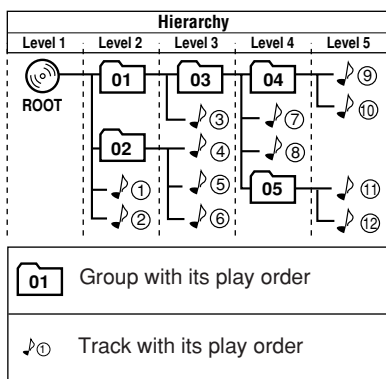 Hierarchy
Level 1 Level 2 Level 3 Level 4 Level 5
01 03 04 ⑨
ROOT ⑩
③ ⑦
02 ④ ⑧
① ⑤ 05 ⑪
② ⑥ ⑫
01 Group with its play order
① Track with its play order